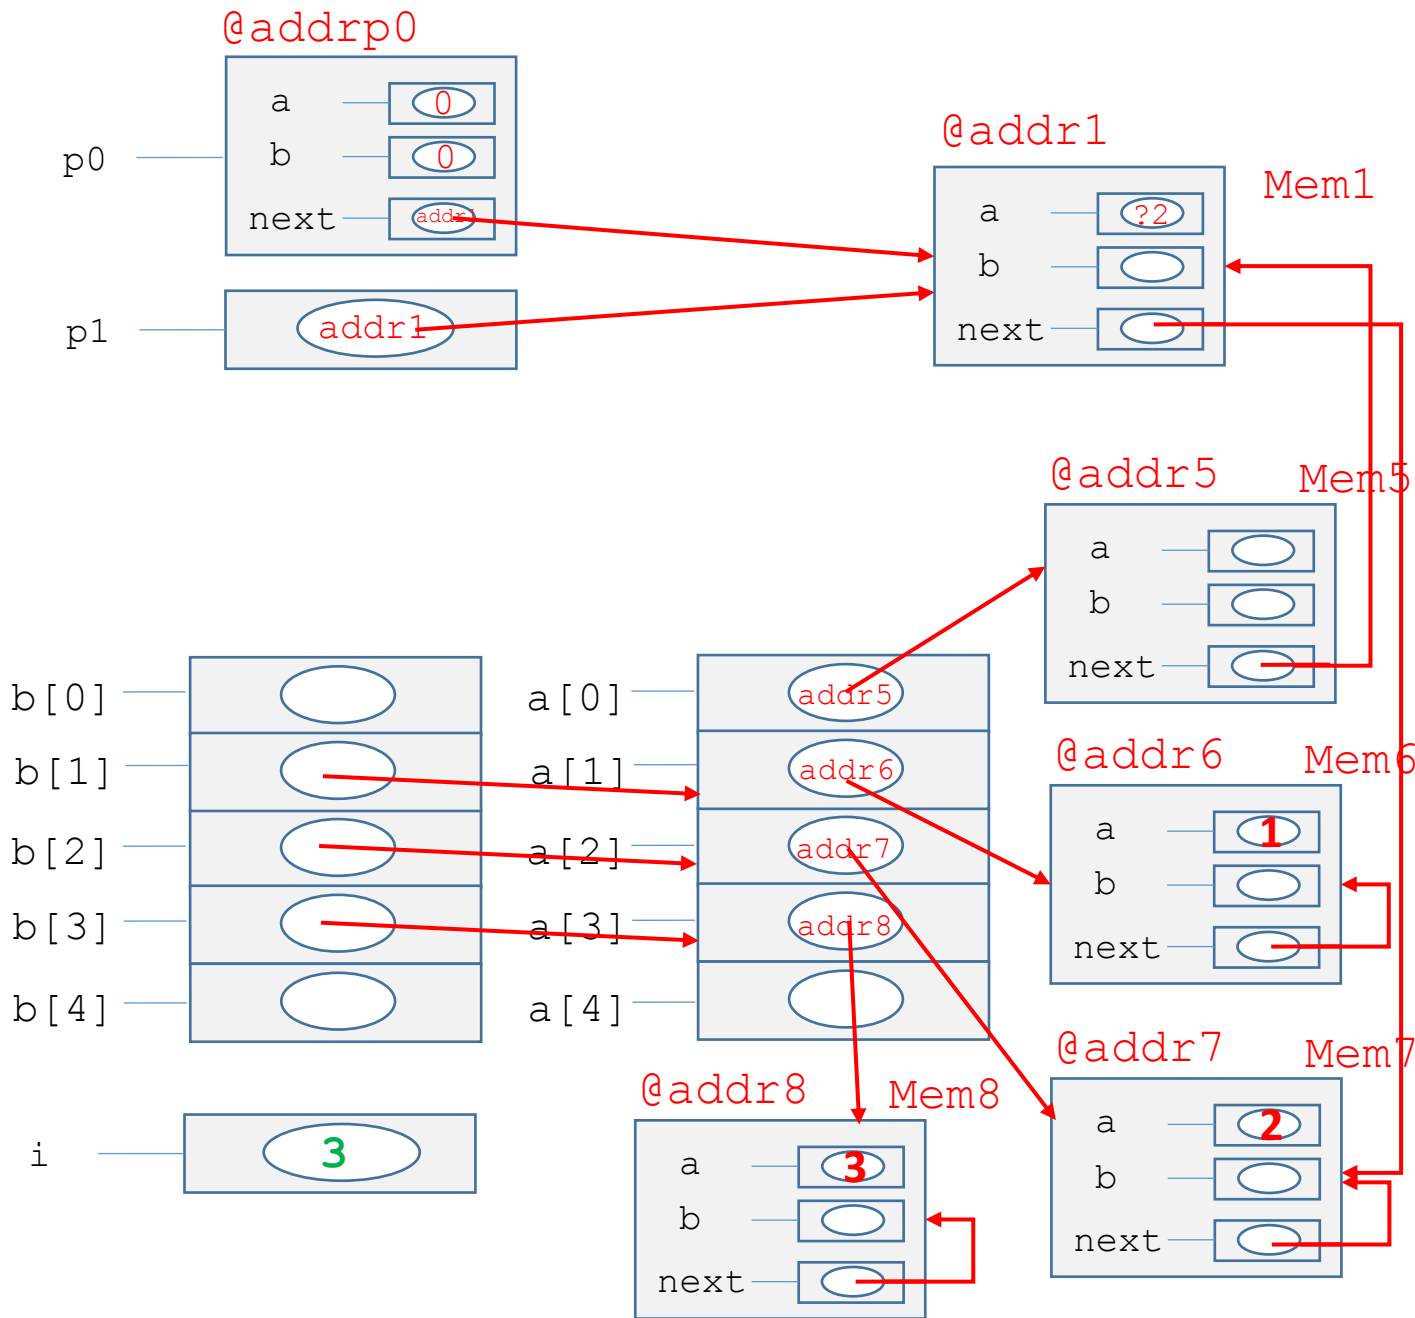 @addrp0
a 0
b 0
p0
next addr1
@addr1
Mem1
a ?2
b
next
p1 addr1
@addr5 Mem5
a
b
next
b[0] a[0] addr5
b[1] a[1] addr6
b[2] a[2] addr7
b[3] a[3] addr8
b[4] a[4]
@addr6 Mem6
a 1
b
next
@addr7 Mem7
a 2
b
next
@addr8 Mem8
a 3
b
next
i 3